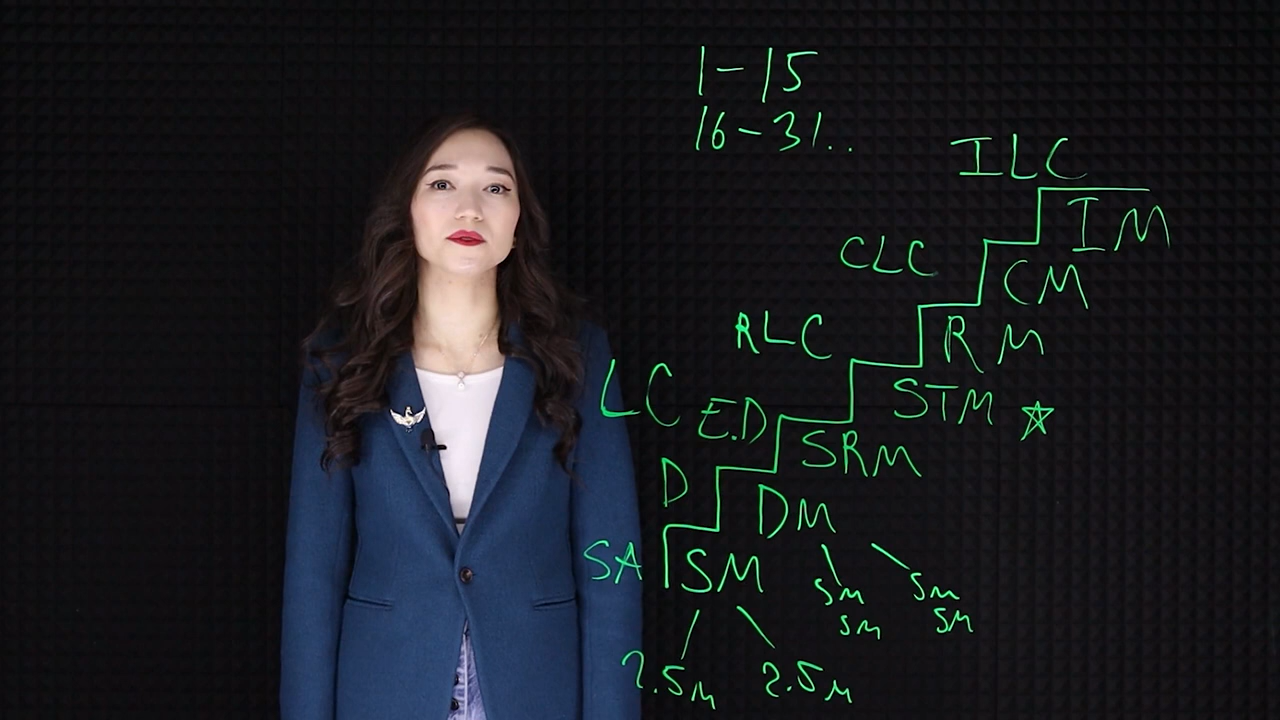 1-15
16-31..
ILC
IM
CLC
CM
RLC
RM
LC
STM
E.D
SRM
D
DM
SA
SM
SM
SM
SM
SM
2.5M
2.5M